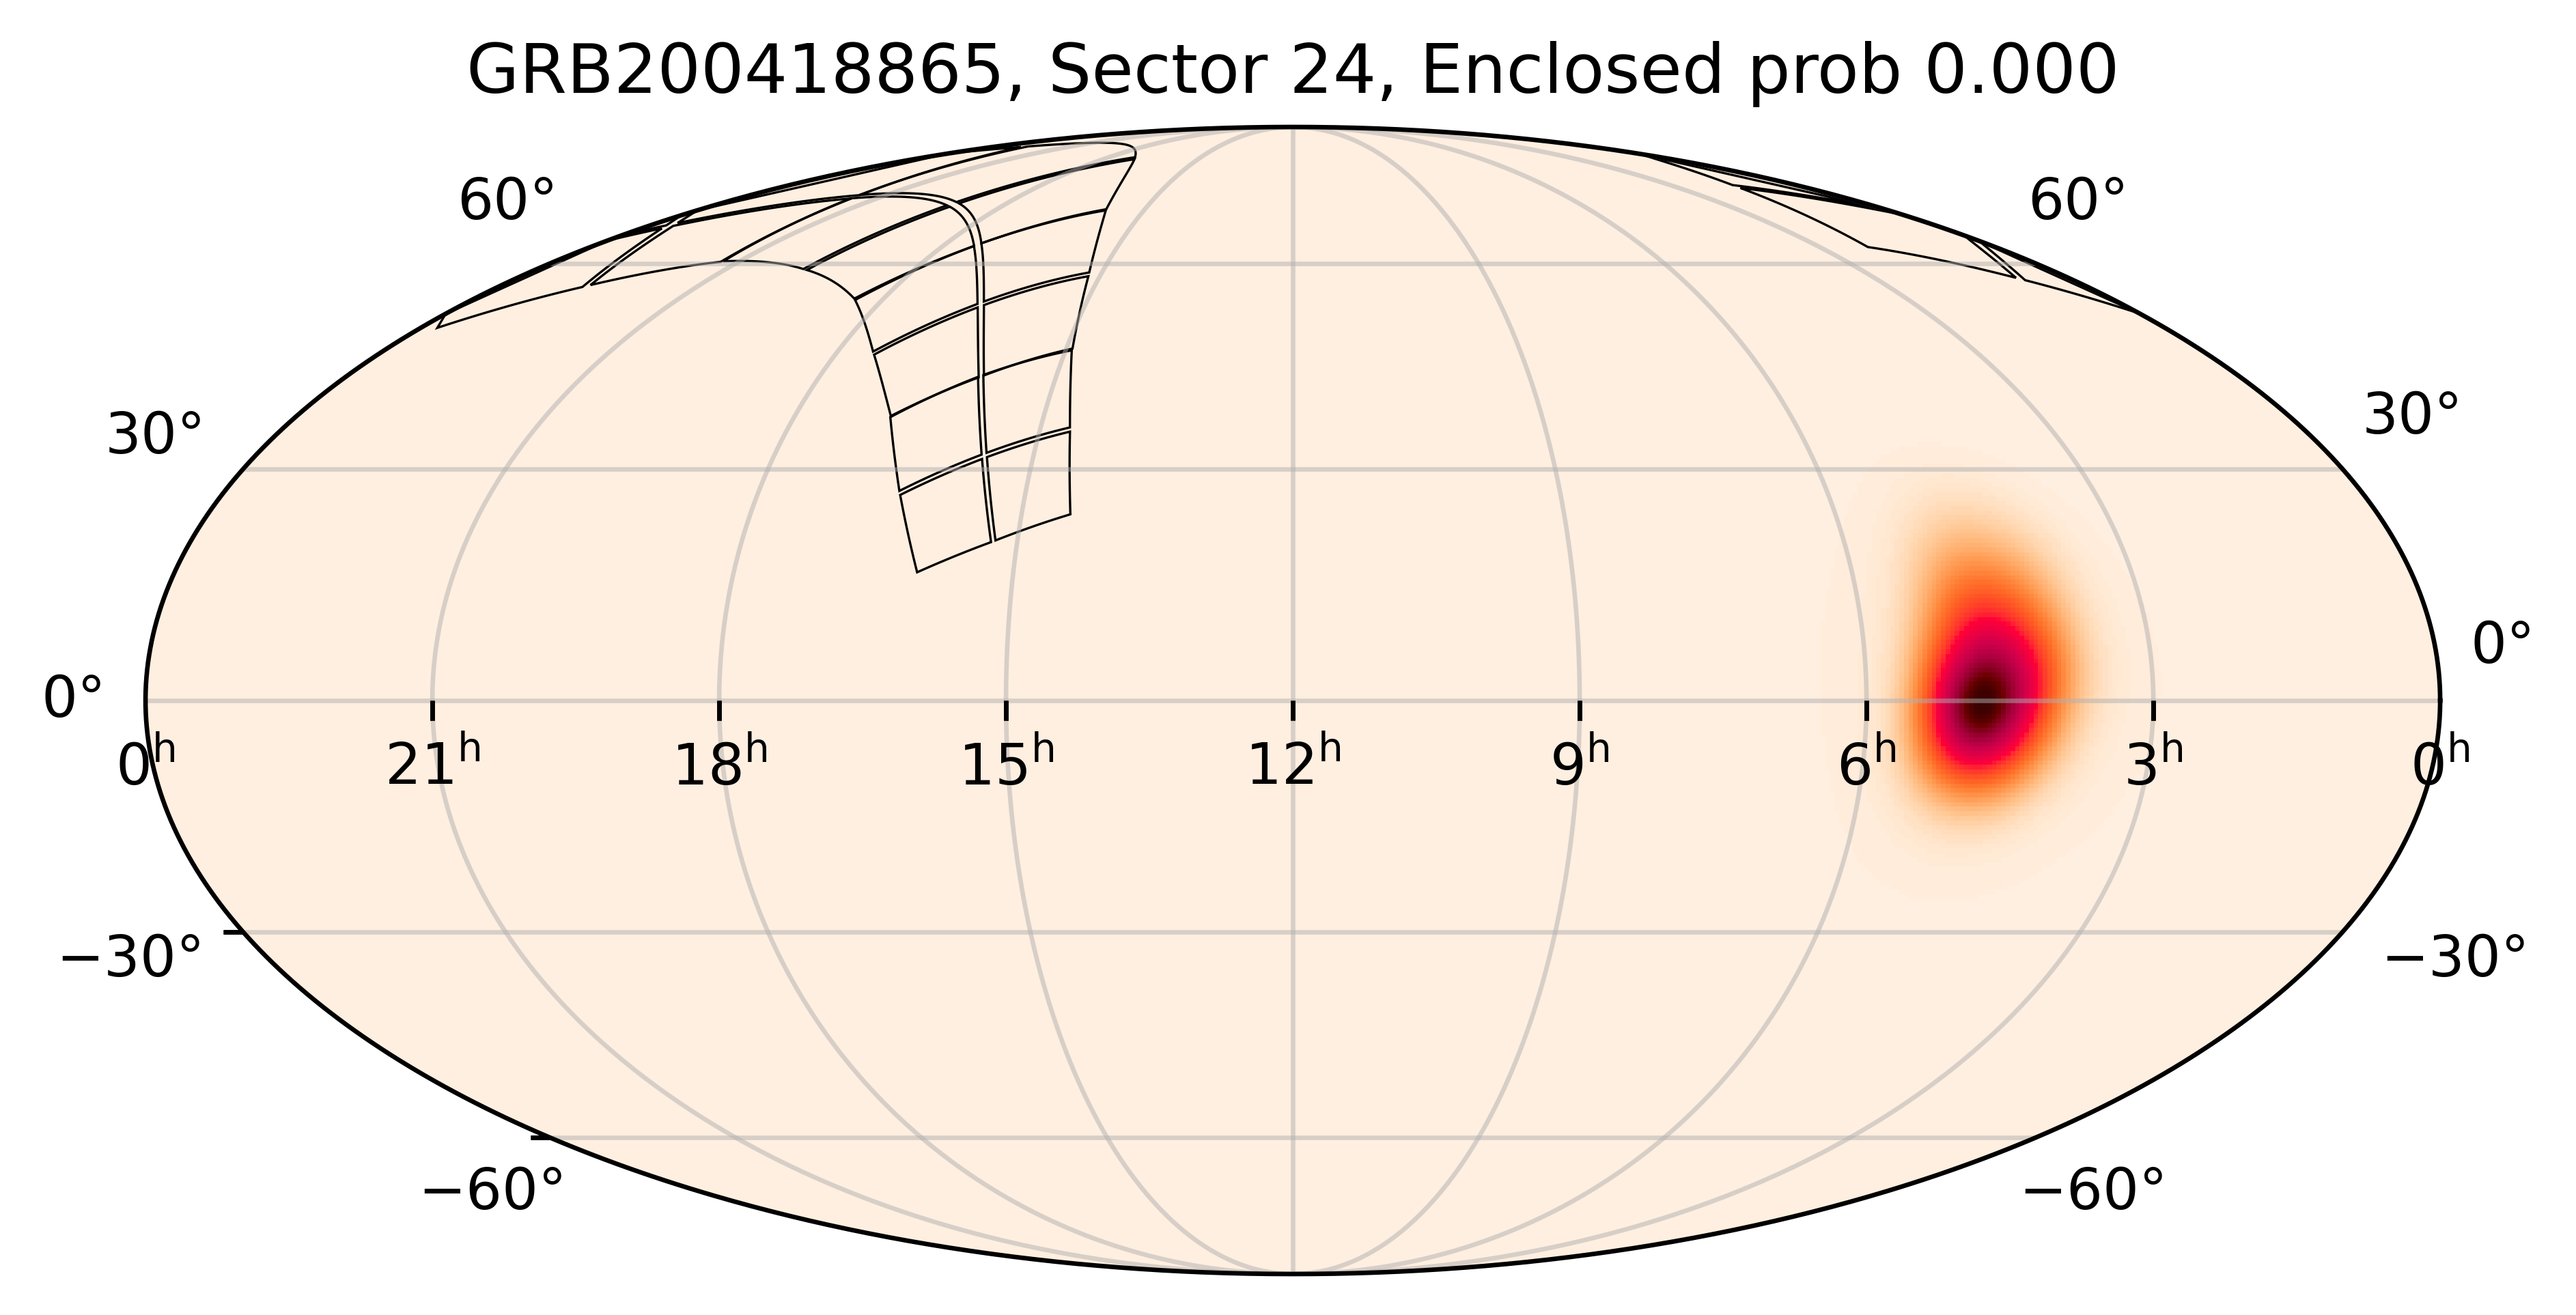 GRB200418865, Sector 24, Enclosed prob 0.000
60° 60°
30° 30°
0° 0°
0ʰ 21ʰ 18ʰ 15ʰ 12ʰ 9ʰ 6ʰ 3ʰ 0ʰ
−30° −30°
−60° −60°